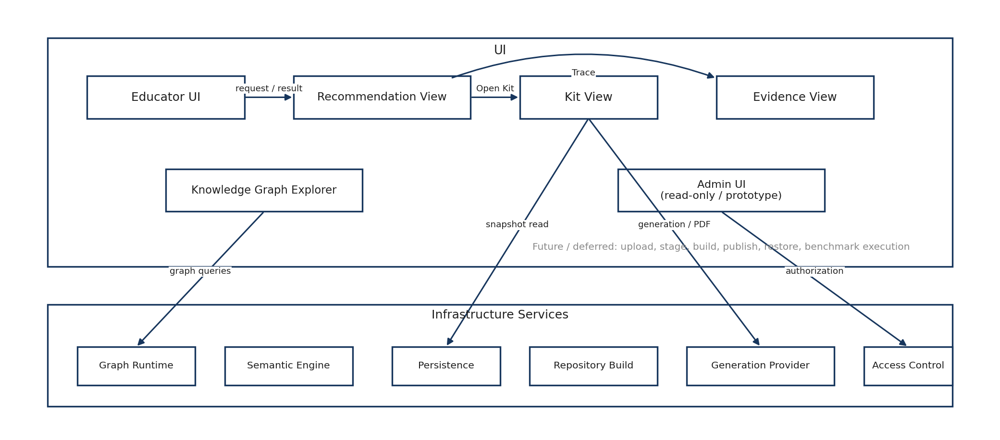 UI
Trace
Educator UI
request / result
Recommendation View
Open Kit
Kit View
Evidence View
Knowledge Graph Explorer
Admin UI
(read-only / prototype)
snapshot read
generation / PDF
Future / deferred: upload, stage, build, publish, restore, benchmark execution
graph queries
authorization
Infrastructure Services
Graph Runtime
Semantic Engine
Persistence
Repository Build
Generation Provider
Access Control